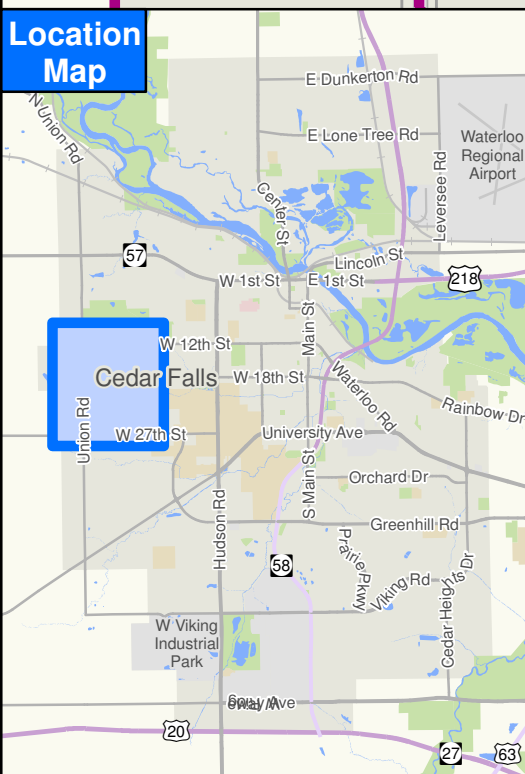 Location
Map
E Dunkerton Rd
N Union Rd
E Lone Tree Rd
Waterloo
Regional
Airport
Leversee Rd
Center St
57
Lincoln St
W 1st St
E 1st St
218
Main St
W 12th St
Cedar Falls
W 18th St
Waterloo Rd
Rainbow Dr
Union Rd
W 27th St
University Ave
S Main St
Orchard Dr
Hudson Rd
Greenhill Rd
Prairie Pkwy
58
Viking Rd
Cedar Heights Dr
W Viking
Industrial
Park
Ave
20
27
63